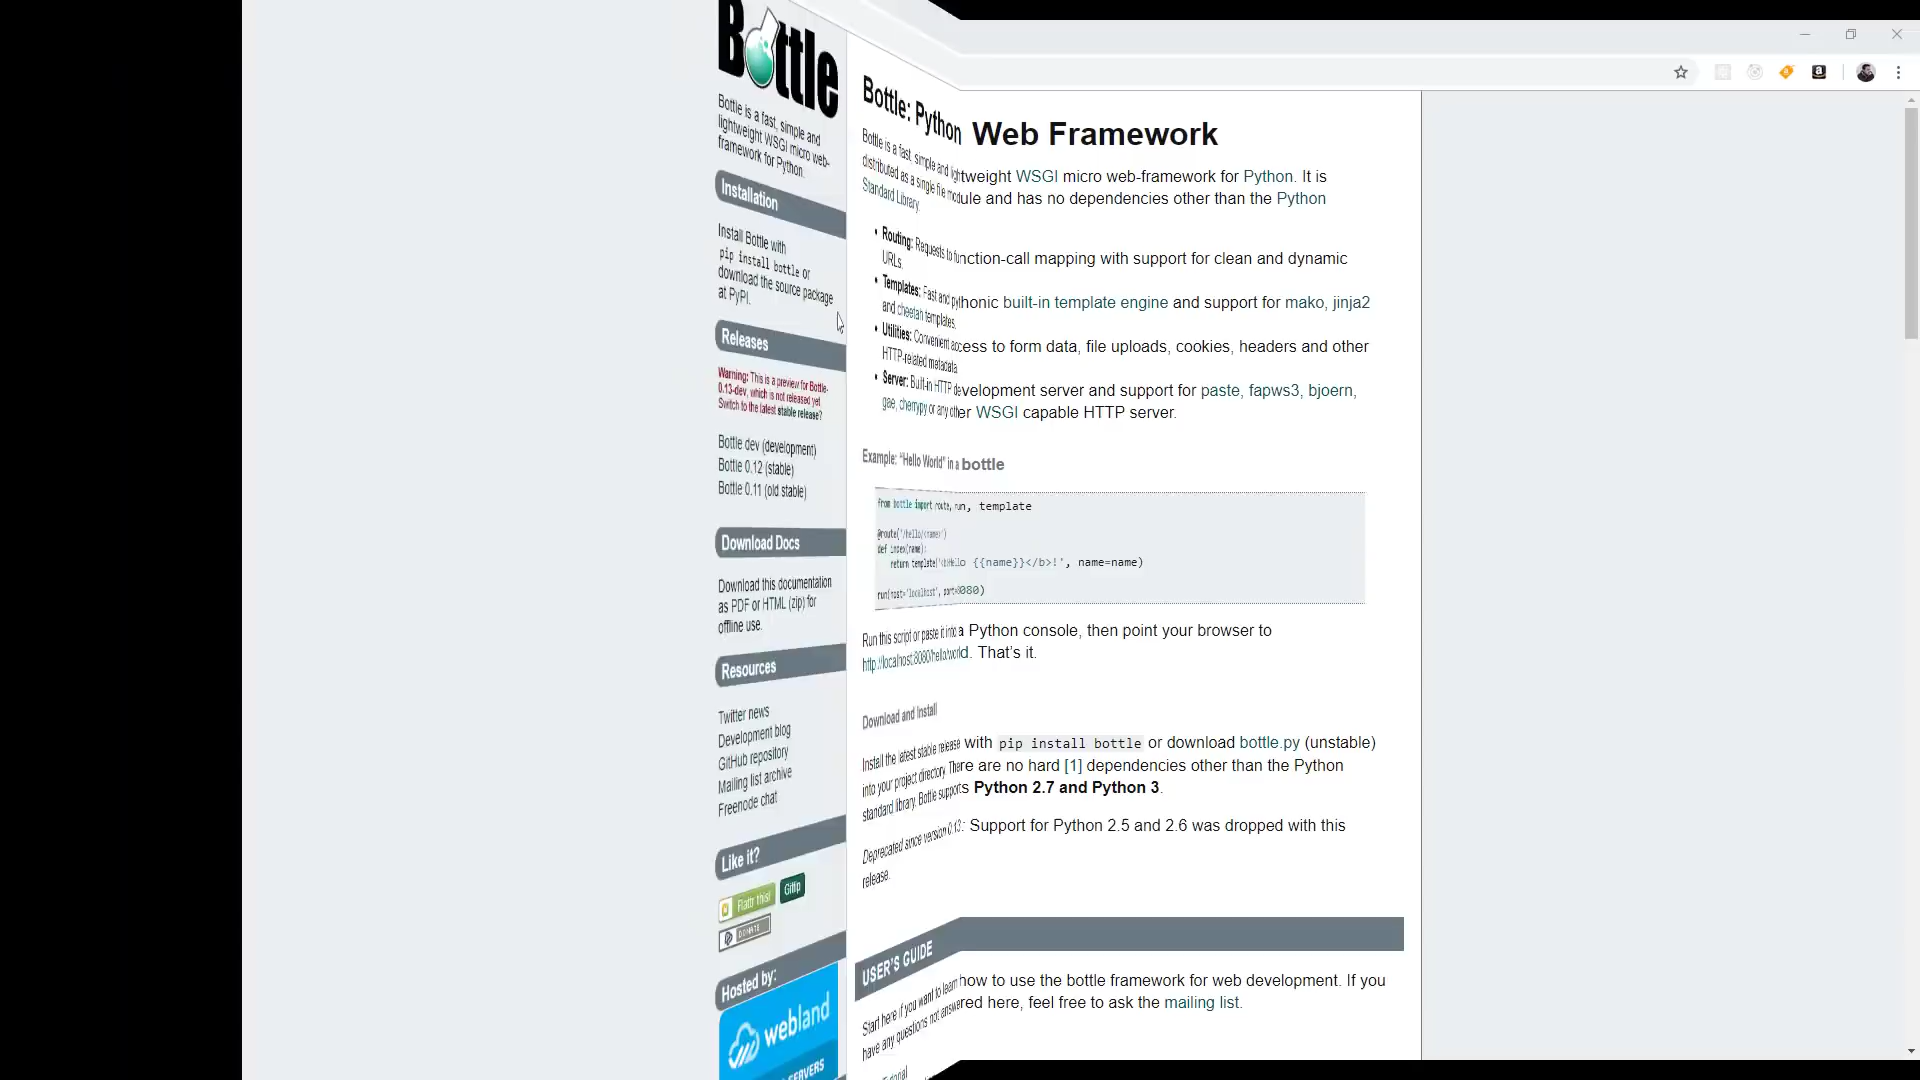 Bottle
Bottle is a fast, simple and
lightweight WSGI micro web-
framework for Python.
Installation
Install Bottle with
pip install bottle or
download the source package
at PyPI.
Releases
Warning: This is a preview for Bottle-
0.13-dev, which is not released yet.
Switch to the latest stable release?
Bottle dev (development)
Bottle 0.12 (stable)
Bottle 0.11 (old stable)
Download Docs
Download this documentation
as PDF or HTML (zip) for
offline use.
Resources
Twitter news
Development blog
GitHub repository
Mailing list archive
Freenode chat
Like it?
Flattr this!
Gittip
DONATE
Hosted by:
webland
SERVERS
Bottle: Python Web Framework
Bottle is a fast, simple and lightweight WSGI micro web-framework for Python. It is
distributed as a single file module and has no dependencies other than the Python
Standard Library.
• Routing: Requests to function-call mapping with support for clean and dynamic
URLs.
• Templates: Fast and pythonic built-in template engine and support for mako, jinja2
and cheetah templates.
• Utilities: Convenient access to form data, file uploads, cookies, headers and other
HTTP-related metadata.
• Server: Built-in HTTP development server and support for paste, fapws3, bjoern,
gae, cherrypy or any other WSGI capable HTTP server.
Example: “Hello World” in a bottle
from bottle import route, run, template
@route('/hello/<name>')
def index(name):
return template('<b>Hello {{name}}</b>!', name=name)
run(host='localhost', port=8080)
Run this script or paste it into a Python console, then point your browser to
http://localhost:8080/hello/world. That’s it.
Download and Install
Install the latest stable release with pip install bottle or download bottle.py (unstable)
into your project directory. There are no hard [1] dependencies other than the Python
standard library. Bottle supports Python 2.7 and Python 3.
Deprecated since version 0.13: Support for Python 2.5 and 2.6 was dropped with this
release.
USER'S GUIDE
Start here if you want to learn how to use the bottle framework for web development. If you
have any questions not answered here, feel free to ask the mailing list.